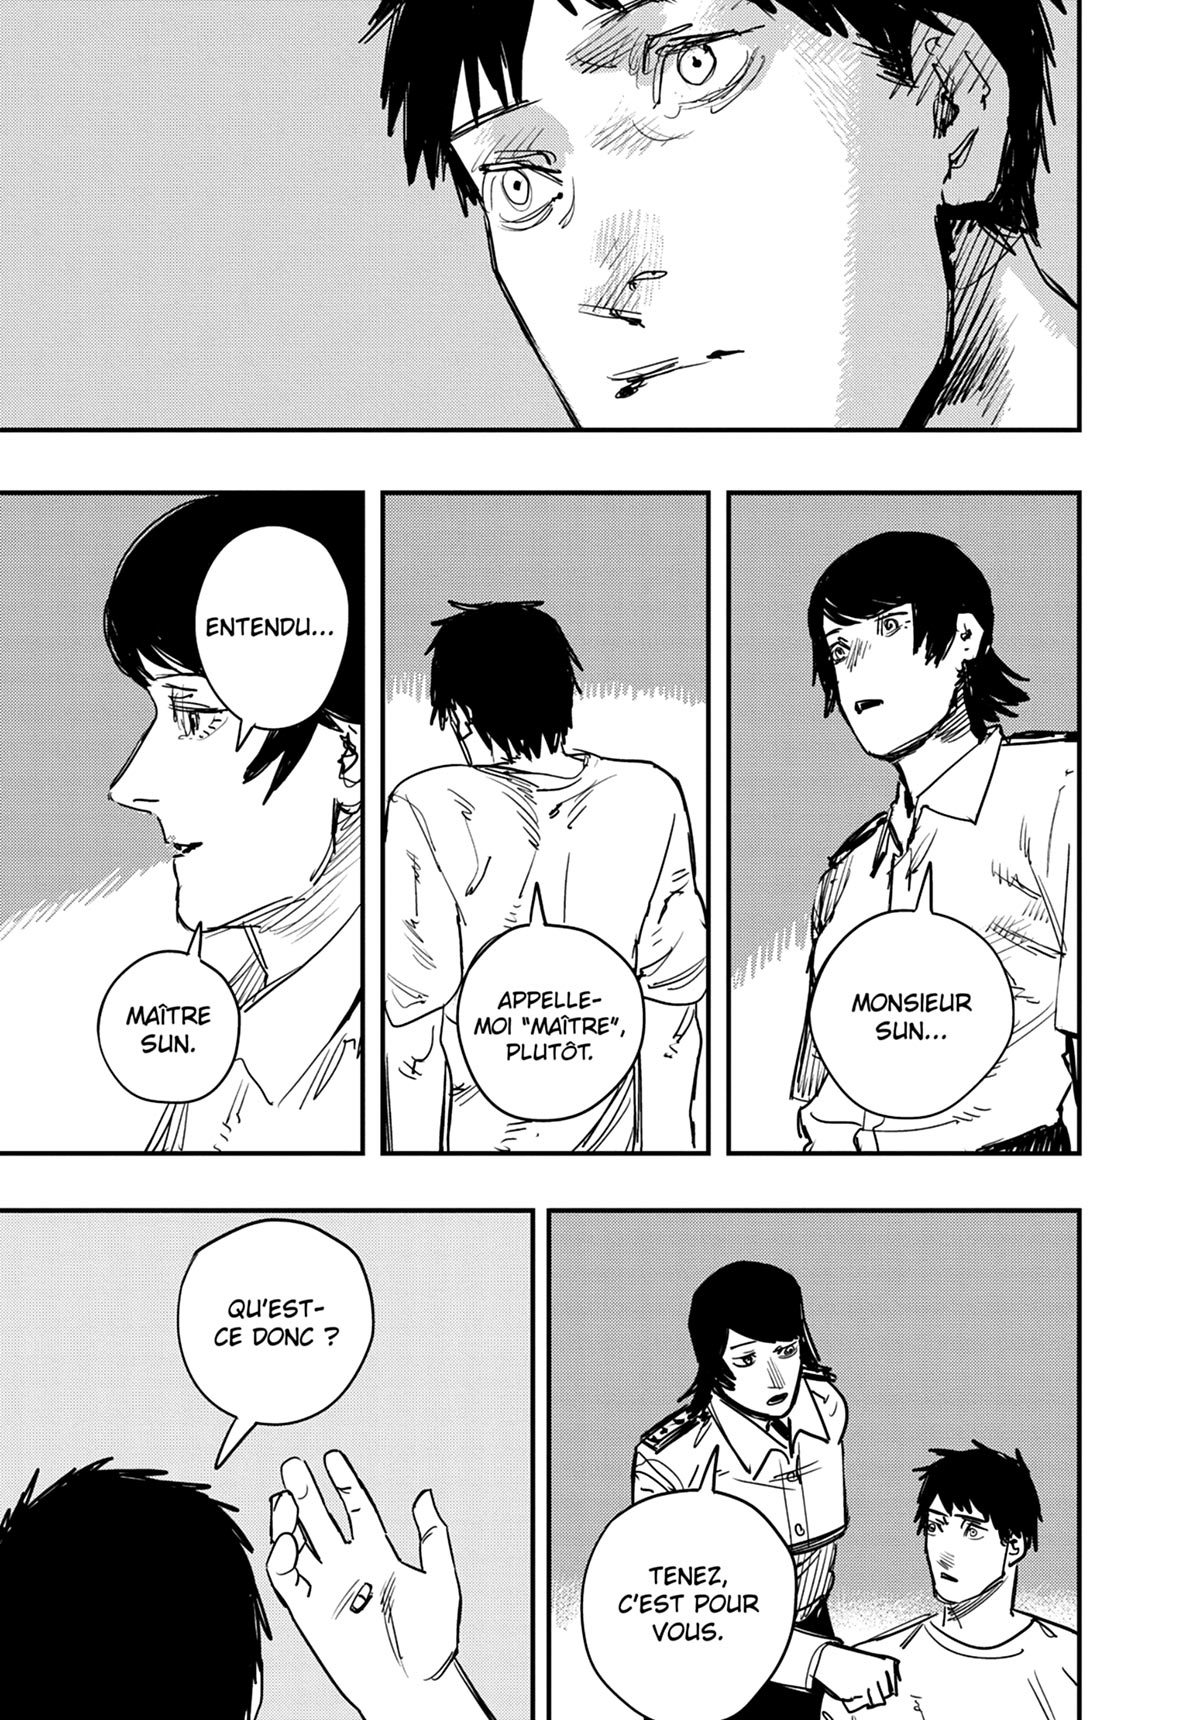 MONSIEUR
SUN...
APPELLE-
MOI "MAÎTRE",
PLUTÔT.
ENTENDU...
MAÎTRE
SUN.
TENEZ,
C'EST POUR
VOUS.
QU'EST-
CE DONC ?